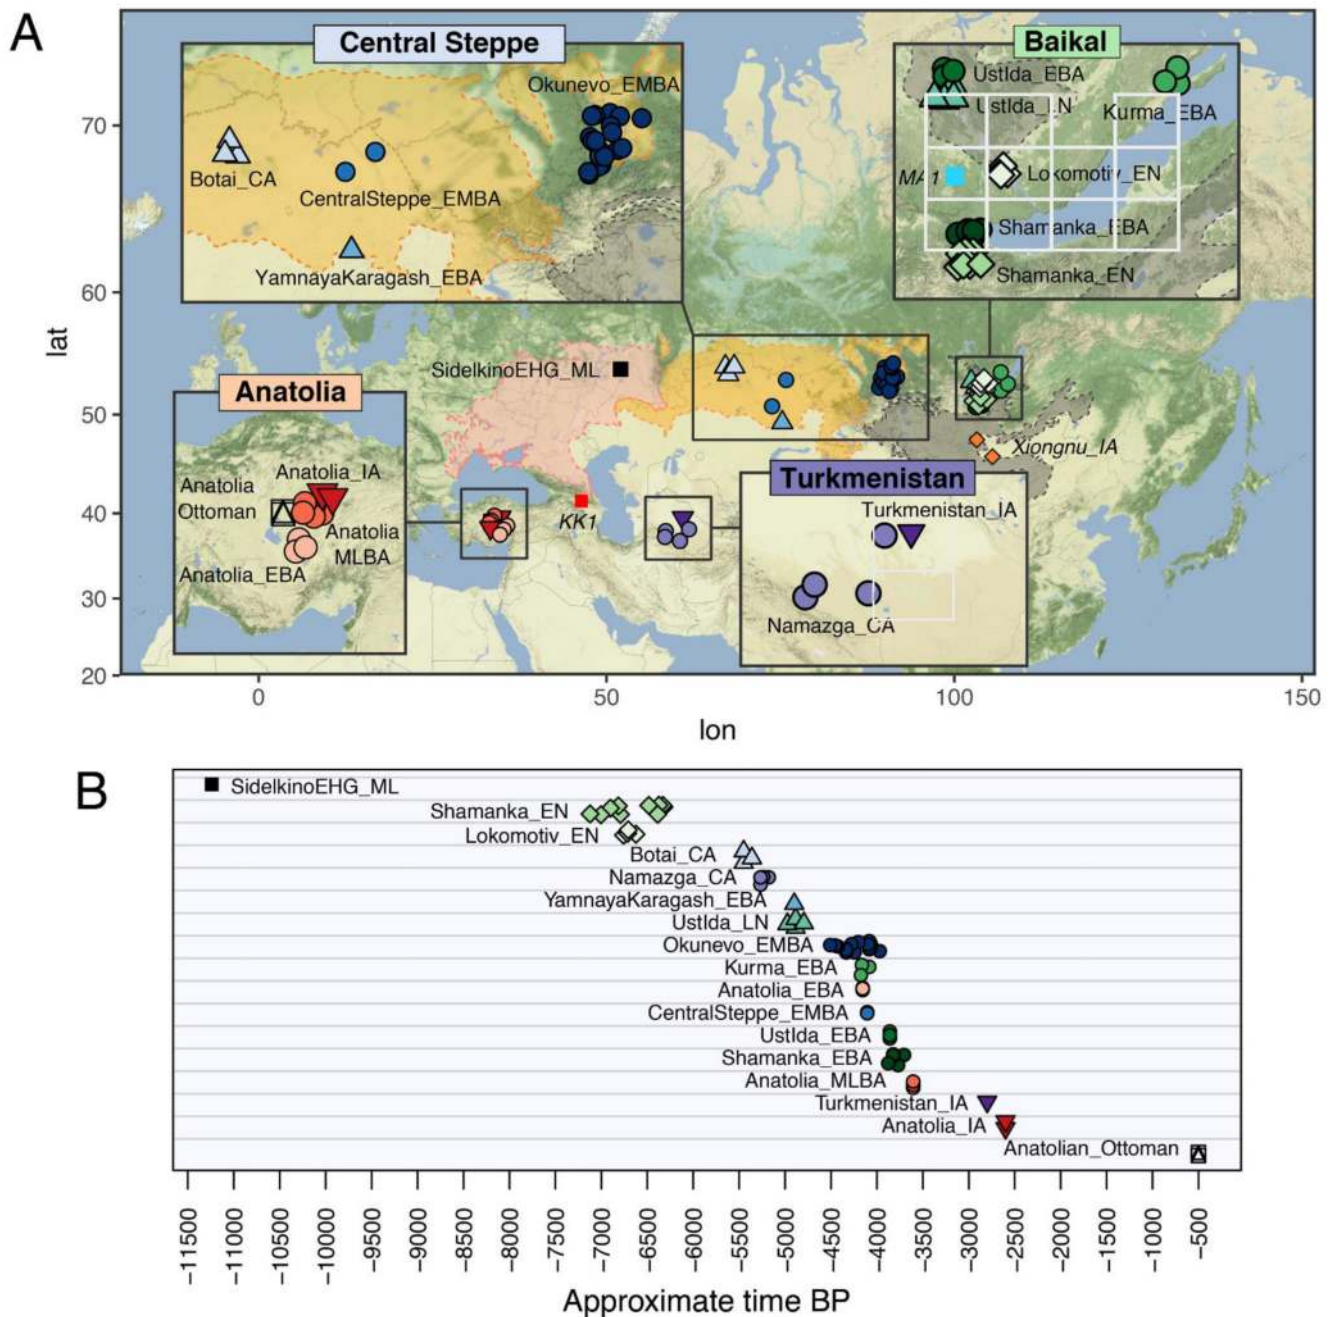 A
Central Steppe
Okunevo_EMBA
Botai_CA
CentralSteppe_EMBA
YamnayaKaragash_EBA
Baikal
UstIda_EBA
UstIda_LN
Kurma_EBA
MA1
Lokomotiv_EN
Shamanka_EBA
Shamanka_EN
SidelkinoEHG_ML
Anatolia
Anatolia_IA
Anatolia
Ottoman
Anatolia
MLBA
Anatolia_EBA
KK1
Xiongnu_IA
Turkmenistan
Turkmenistan_IA
Namazga_CA
lat
70
60
50
40
30
20
0
50
100
150
lon
B
SidelkinoEHG_ML
Shamanka_EN
Lokomotiv_EN
Botai_CA
Namazga_CA
YamnayaKaragash_EBA
UstIda_LN
Okunevo_EMBA
Kurma_EBA
Anatolia_EBA
CentralSteppe_EMBA
UstIda_EBA
Shamanka_EBA
Anatolia_MLBA
Turkmenistan_IA
Anatolia_IA
Anatolian_Ottoman
−11500
−11000
−10000
−9500
−9000
−8500
−8000
−7500
−7000
−6500
−6000
−5500
−5000
−4500
−4000
−3500
−3000
−2500
−2000
−1500
−1000
−500
Approximate time BP